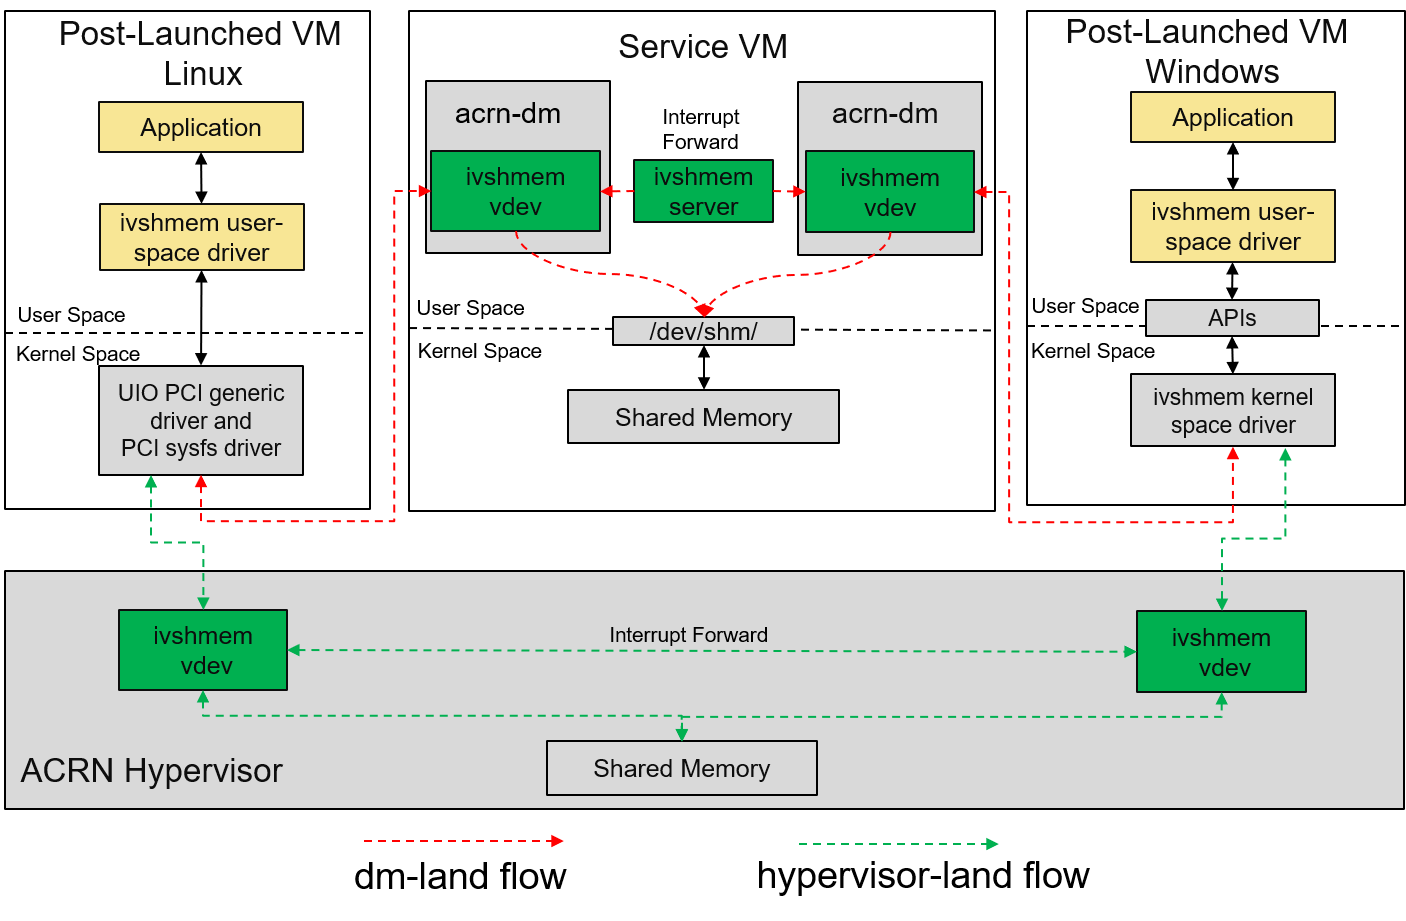 Post-Launched VM
Linux
Application
ivshmem user-
space driver
User Space
Kernel Space
UIO PCI generic
driver and
PCI sysfs driver
Service VM
acrn-dm
ivshmem
vdev
Interrupt
Forward
ivshmem
server
acrn-dm
ivshmem
vdev
User Space
Kernel Space
/dev/shm/
Shared Memory
Post-Launched VM
Windows
Application
ivshmem user-
space driver
User Space
APIs
Kernel Space
ivshmem kernel
space driver
ivshmem
vdev
Interrupt Forward
ivshmem
vdev
ACRN Hypervisor
Shared Memory
dm-land flow
hypervisor-land flow